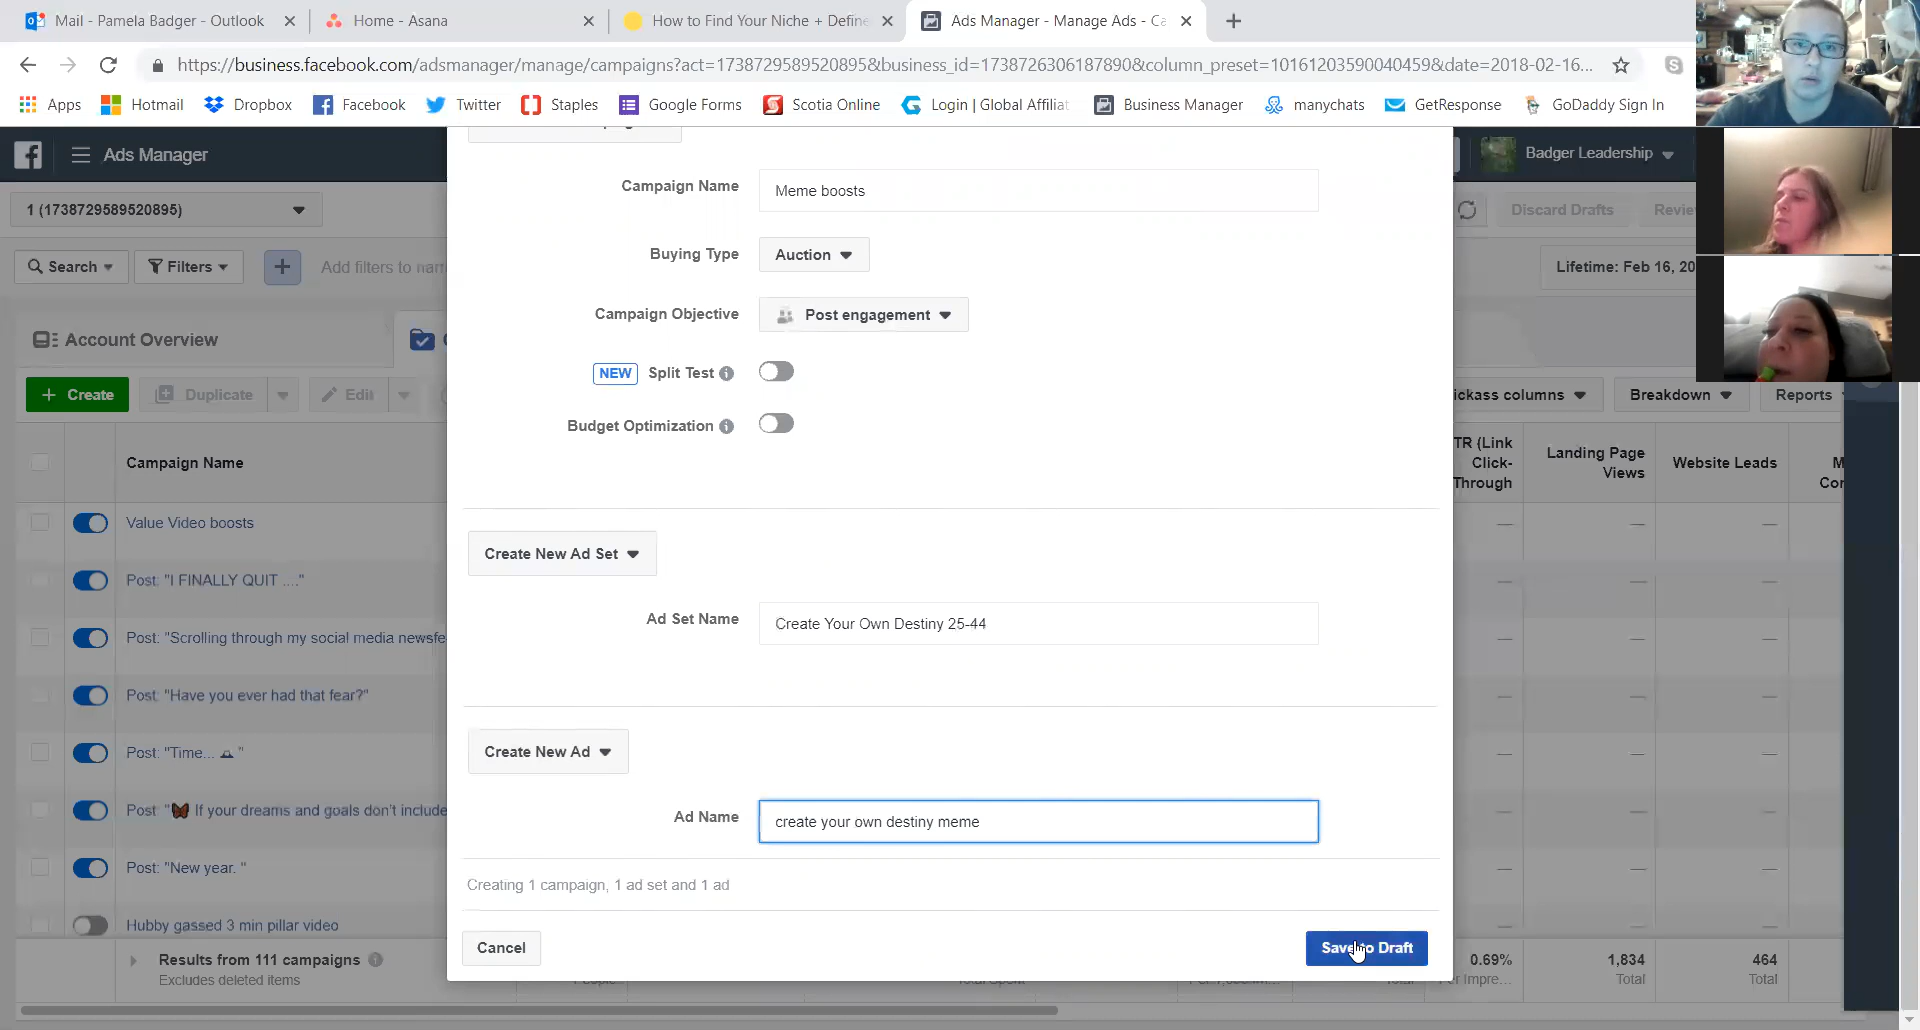 Mail - Pamela Badger - Outlook
Home - Asana
How to Find Your Niche + Define
Ads Manager - Manage Ads - Ca
https://business.facebook.com/adsmanager/manage/campaigns?act=1738729589520895&business_id=1738726306187890&column_preset=10161203590040459&date=2018-02-16...
Apps
Hotmail
Dropbox
Facebook
Twitter
Staples
Google Forms
Scotia Online
Login | Global Affiliat
Business Manager
manychats
GetResponse
GoDaddy Sign In
Ads Manager
Badger Leadership
1 (1738729589520895)
Discard Drafts
Revie
Search
Filters
Add filters to narr
Lifetime: Feb 16, 20
Account Overview
Create
Duplicate
Edit
ickass columns
Breakdown
Reports
Campaign Name
TR (Link
Click-
Through
Landing Page
Views
Website Leads
M
Cor
Value Video boosts
Post: "I FINALLY QUIT ...."
Post: "Scrolling through my social media newsfe
Post: "Have you ever had that fear?"
Post: "Time... 🕰 "
Post: "🦋 If your dreams and goals don't include
Post: "New year. "
Hubby gassed 3 min pillar video
Results from 111 campaigns
Excludes deleted items
0.69%
er Impre...
1,834
Total
464
Total
Campaign Name
Meme boosts
Buying Type
Auction
Campaign Objective
Post engagement
NEW Split Test
Budget Optimization
Create New Ad Set
Ad Set Name
Create Your Own Destiny 25-44
Create New Ad
Ad Name
create your own destiny meme
Creating 1 campaign, 1 ad set and 1 ad
Cancel
Save to Draft